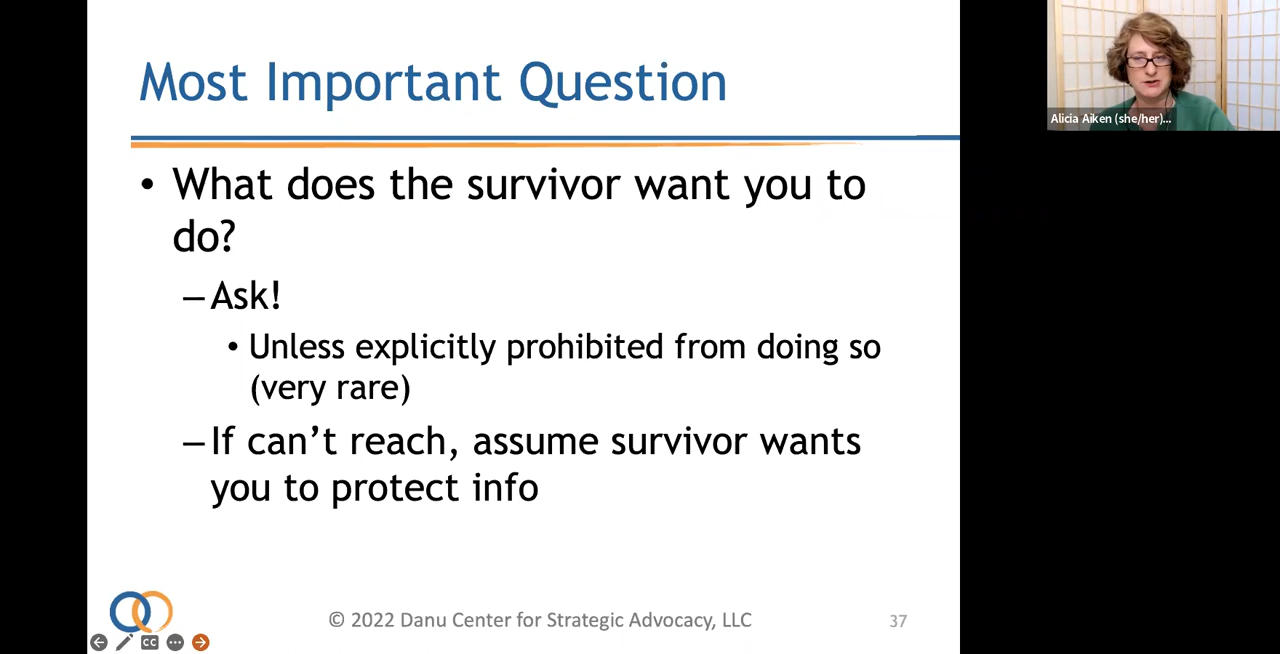 Most Important Question
• What does the survivor want you to
do?
– Ask!
• Unless explicitly prohibited from doing so
(very rare)
– If can't reach, assume survivor wants
you to protect info
© 2022 Danu Center for Strategic Advocacy, LLC
37
CC
Alicia Aiken (she/her)...